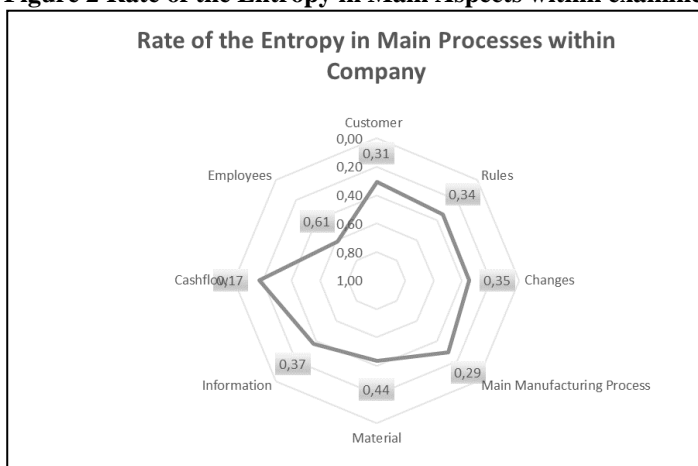 Figure 2 Rate of the Entropy in Main Aspects within
Rate of the Entropy in Main Processes within
Company
Customer
0,00
0,31
0,20
Employees
Rules
0,34
0,40
0,61
0,60
0,80
Cashflow
0,17
1,00
0,35
Changes
Information
0,37
0,29
Main Manufacturing Process
0,44
Material